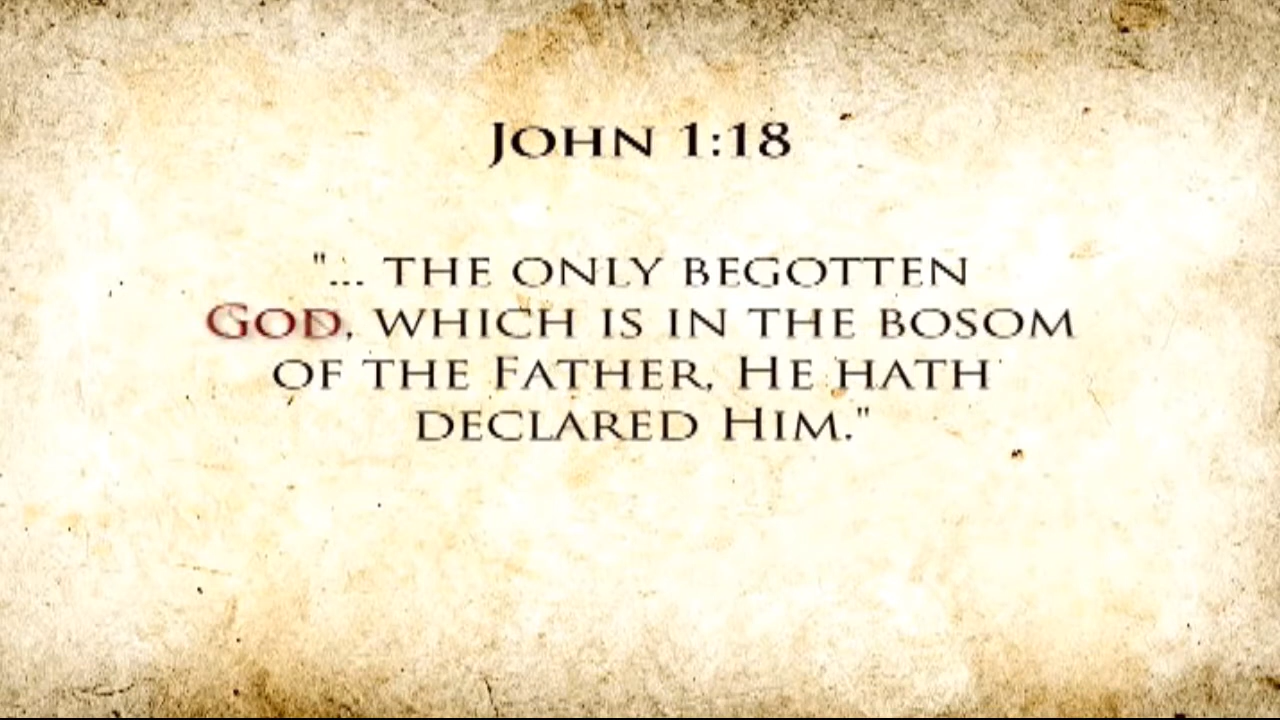 John 1:18
"... the only begotten
God, which is in the bosom
of the Father, He hath
declared Him."